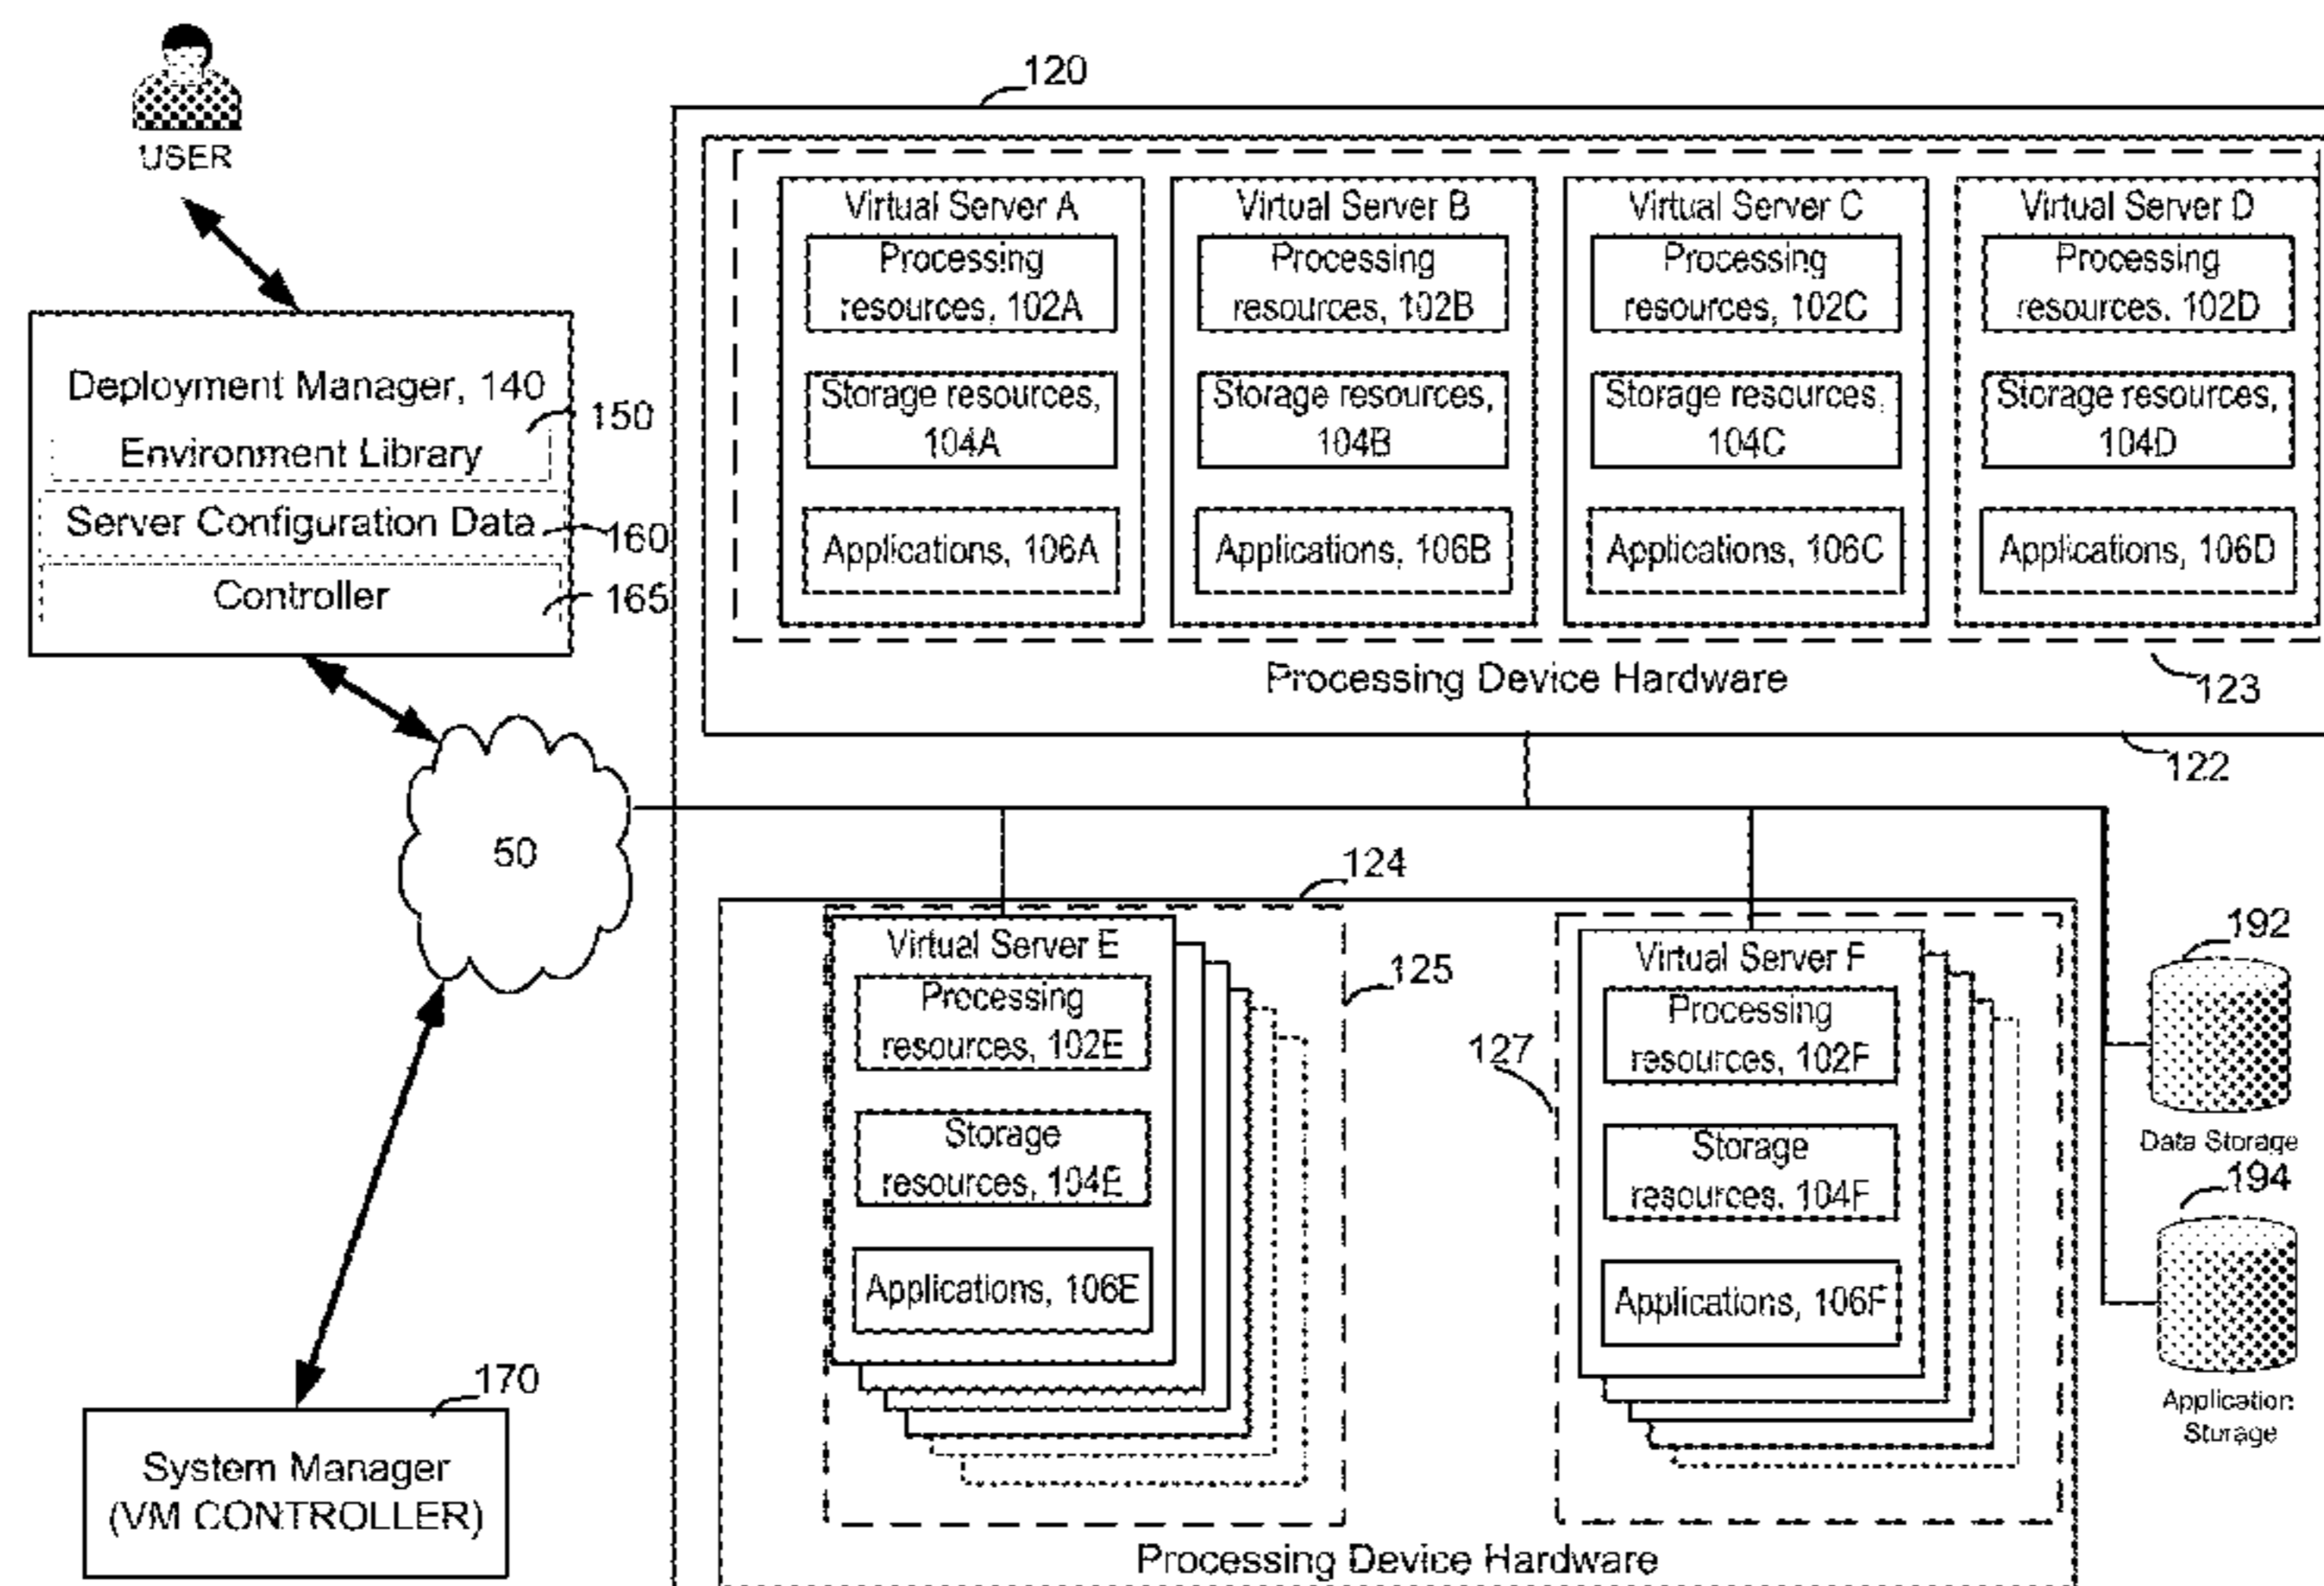 USER
Deployment Manager, 140
150
Environment Library
Server Configuration Data
160
Controller
165
50
170
System Manager
(VM CONTROLLER)
120
Virtual Server A
Processing
resources, 102A
Storage resources,
104A
Applications, 106A
Virtual Server B
Processing
resources, 102B
Storage resources,
104B
Applications, 106B
Virtual Server C
Processing
resources, 102C
Storage resources,
104C
Applications, 106C
Virtual Server D
Processing
resources. 102D
Storage resources,
104D
Applications, 106D
Processing Device Hardware
123
122
124
Virtual Server E
Processing
resources, 102E
Storage
resources, 104E
Applications, 106E
125
127
Virtual Server F
Processing
resources, 102F
Storage
resources. 104F
Applications, 106F
Processing Device Hardware
192
Data Storage
194
Application
Storage